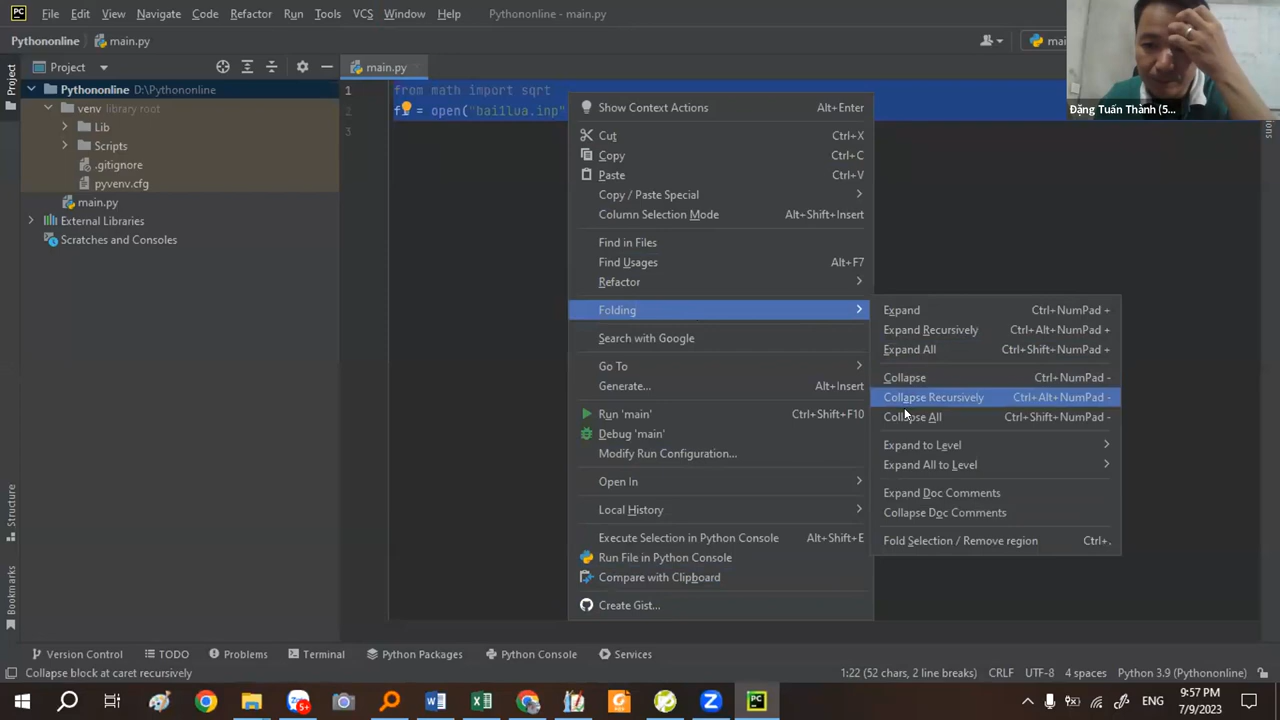 PC File Edit View Navigate Code Refactor Run Tools VCS Window Help Pythononline - main.py
Pythononline main.py
Đặng Tuấn Thành (5...
Project
Project
main.py
Pythononline D:\Pythononline
venv library root
Lib
Scripts
.gitignore
pyvenv.cfg
main.py
External Libraries
Scratches and Consoles
1 from math import sqrt
2 = open("bai1lua.inp"
3
Show Context Actions Alt+Enter
Cut Ctrl+X
Copy Ctrl+C
Paste Ctrl+V
Copy / Paste Special
Column Selection Mode Alt+Shift+Insert
Find in Files
Find Usages Alt+F7
Refactor
Folding
Search with Google
Go To
Generate... Alt+Insert
Run 'main' Ctrl+Shift+F10
Debug 'main'
Modify Run Configuration...
Open In
Local History
Execute Selection in Python Console Alt+Shift+E
Run File in Python Console
Compare with Clipboard
Create Gist...
Expand Ctrl+NumPad +
Expand Recursively Ctrl+Alt+NumPad +
Expand All Ctrl+Shift+NumPad +
Collapse Ctrl+NumPad -
Collapse Recursively Ctrl+Alt+NumPad -
Collapse All Ctrl+Shift+NumPad -
Expand to Level
Expand All to Level
Expand Doc Comments
Collapse Doc Comments
Fold Selection / Remove region Ctrl+.
Structure
Bookmarks
Version Control TODO Problems Terminal Python Packages Python Console Services
Collapse block at caret recursively 1:22 (52 chars, 2 line breaks) CRLF UTF-8 4 spaces Python 3.9 (Pythononline)
5+ ENG 9:57 PM
7/9/2023